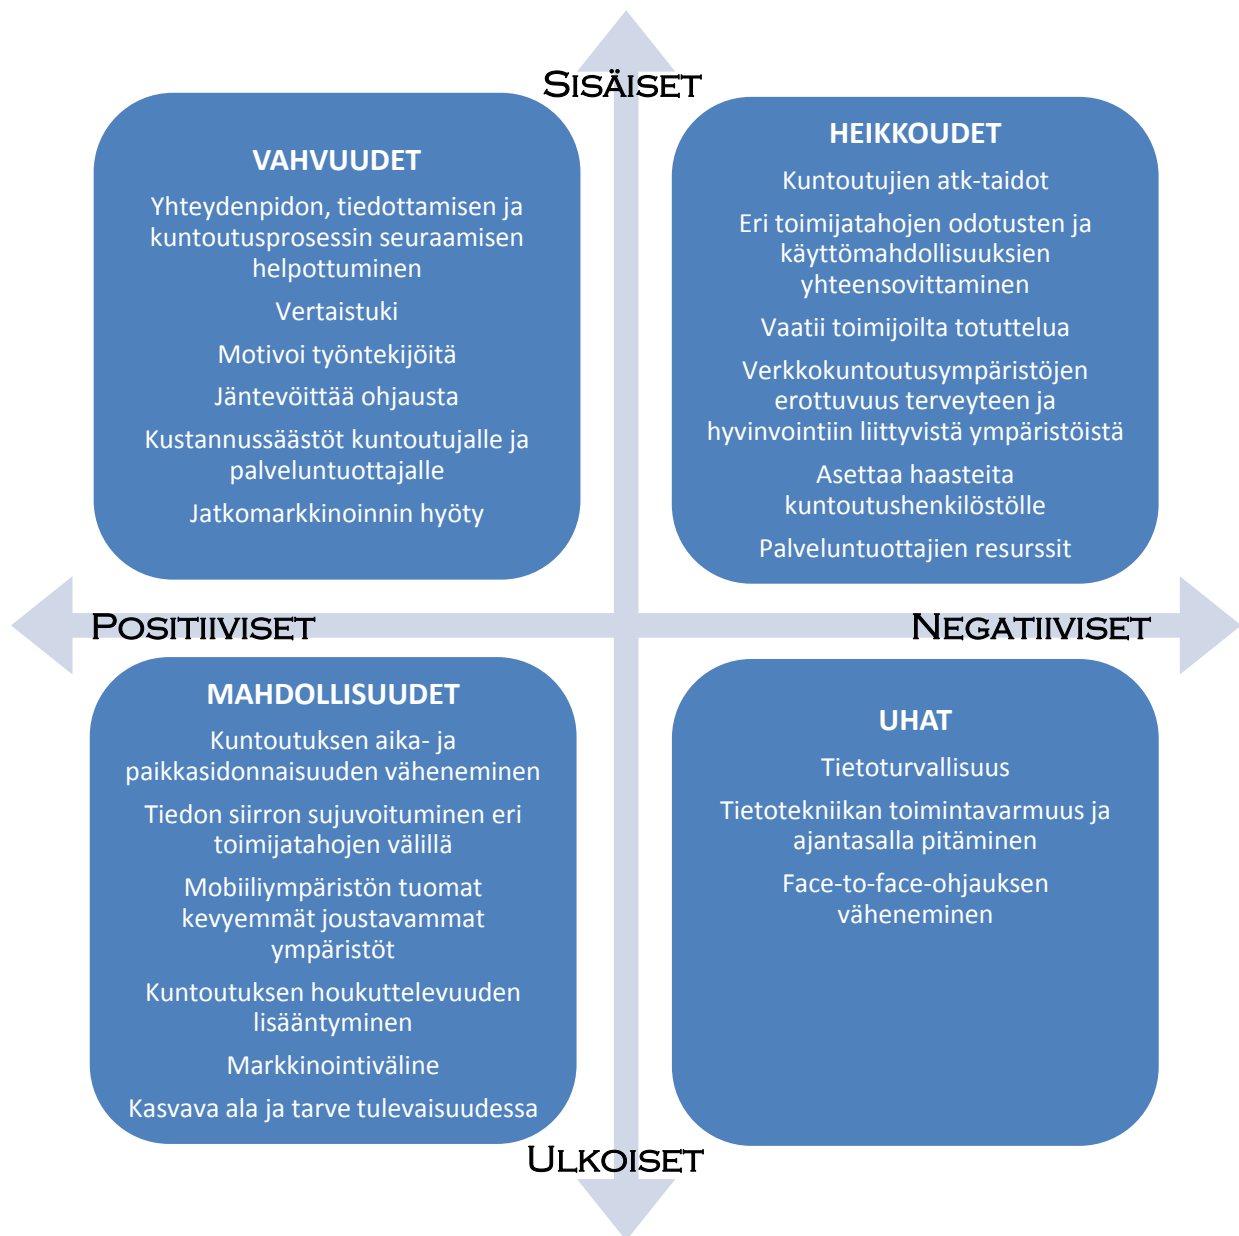 SISÄISET
VAHVUUDET
Yhteydenpidon, tiedottamisen ja
kuntoutusprosessin seuraamisen
helpottuminen
Vertaistuki
Motivoi työntekijöitä
Jäntevöittää ohjausta
Kustannussäästöt kuntoutujalle ja
palveluntuottajalle
Jatkomarkkinoinnin hyöty
HEIKKOUDET
Kuntoutujien atk-taidot
Eri toimijatahojen odotusten ja
käyttömahdollisuuksien
yhteensovittaminen
Vaatii toimijoilta totuttelua
Verkkokuntoutusympäristöjen
erottuvuus terveyteen ja
hyvinvointiin liittyvistä ympäristöistä
Asettaa haasteita
kuntoutushenkilöstölle
Palveluntuottajien resurssit
POSITIIVISET
NEGATIIVISET
MAHDOLLISUUDET
Kuntoutuksen aika- ja
paikkasidonnaisuuden väheneminen
Tiedon siirron sujuvoituminen eri
toimijatahojen välillä
Mobiiliympäristön tuomat
kevyemmät joustavammat
ympäristöt
Kuntoutuksen houkuttelevuuden
lisääntyminen
Markkinointiväline
Kasvava ala ja tarve tulevaisuudessa
UHAT
Tietoturvallisuus
Tietotekniikan toimintavarmuus ja
ajantasalla pitäminen
Face-to-face-ohjauksen
väheneminen
ULKOISET